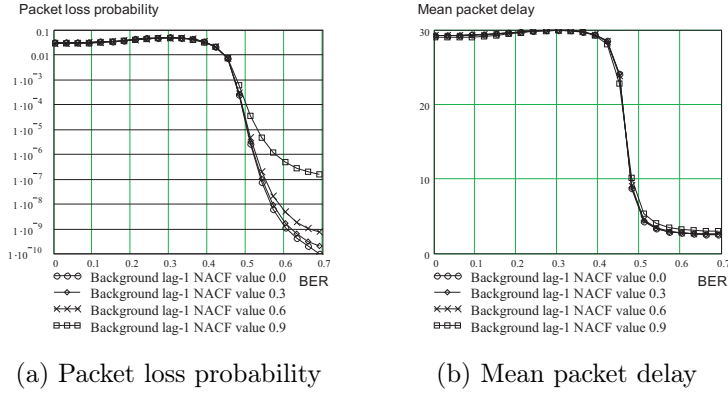 Packet loss probability
0.1
0.01
1·10⁻³
1·10⁻⁴
1·10⁻⁵
1·10⁻⁶
1·10⁻⁷
1·10⁻⁸
1·10⁻⁹
1·10⁻¹⁰
0 0.1 0.2 0.3 0.4 0.5 0.6 0.7
BER
Background lag-1 NACF value 0.0
Background lag-1 NACF value 0.3
Background lag-1 NACF value 0.6
Background lag-1 NACF value 0.9
(a) Packet loss probability
Mean packet delay
30
20
10
0
0 0.1 0.2 0.3 0.4 0.5 0.6 0.7
BER
Background lag-1 NACF value 0.0
Background lag-1 NACF value 0.3
Background lag-1 NACF value 0.6
Background lag-1 NACF value 0.9
(b) Mean packet delay